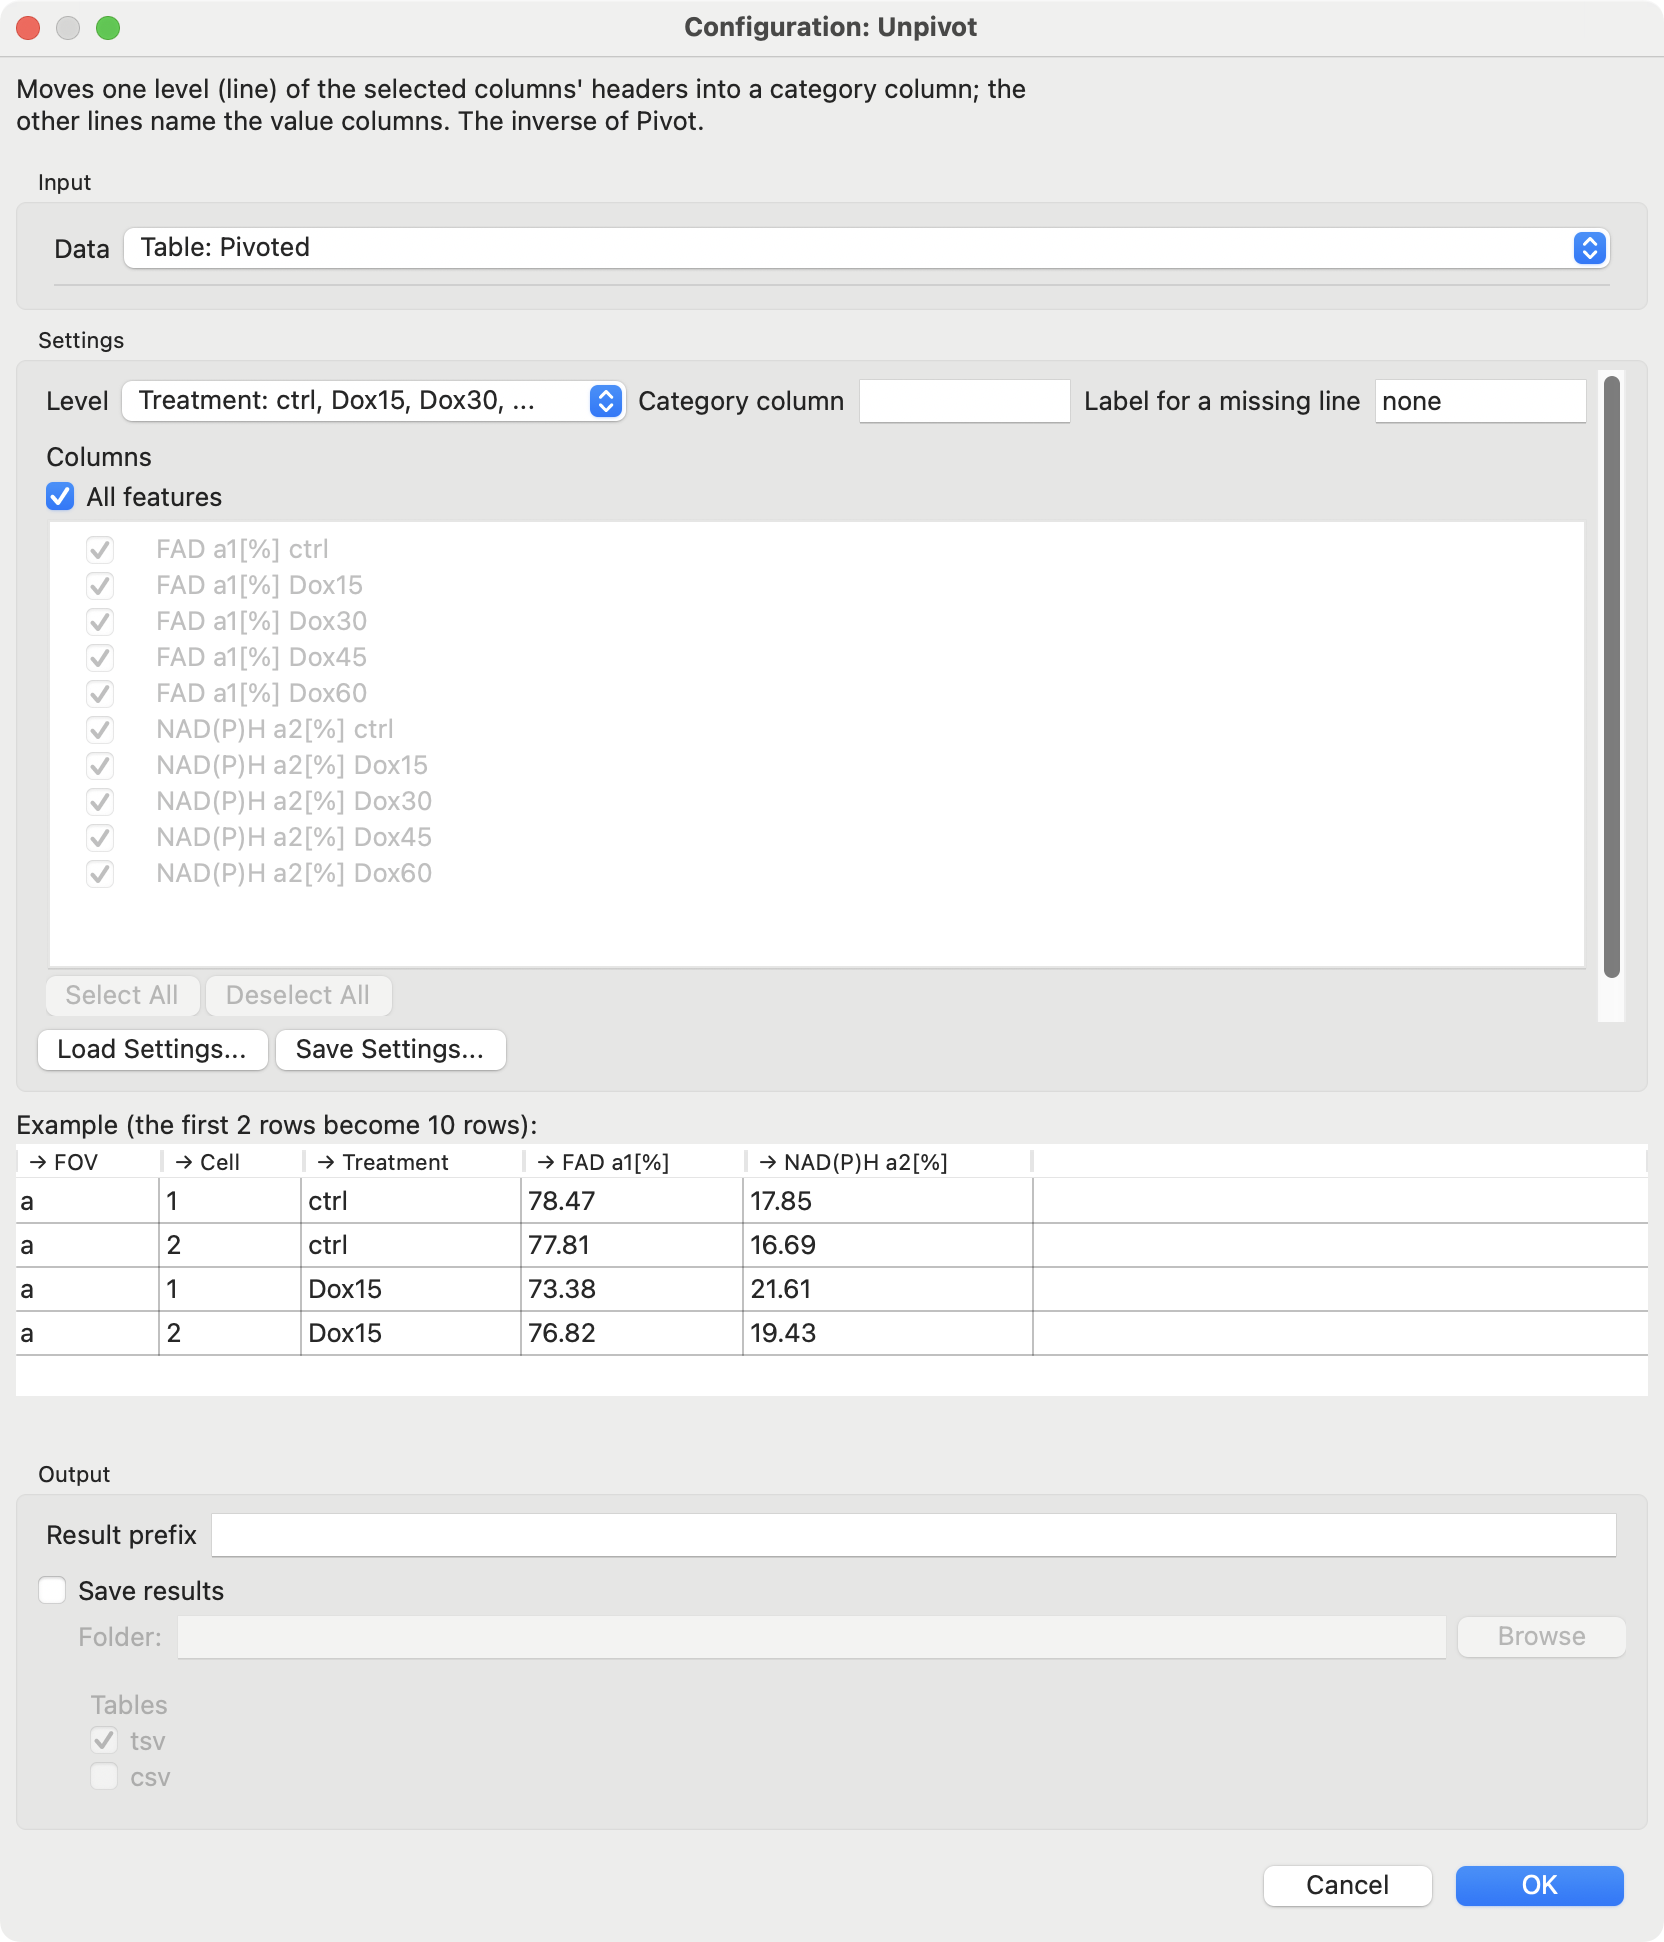 Configuration: Unpivot
Moves one level (line) of the selected columns' headers into a category column; the
other lines name the value columns. The inverse of Pivot.
Input
Data Table: Pivoted
Settings
Level Treatment: ctrl, Dox15, Dox30, ... Category column Label for a missing line none
Columns
All features
FAD a1[%] ctrl
FAD a1[%] Dox15
FAD a1[%] Dox30
FAD a1[%] Dox45
FAD a1[%] Dox60
NAD(P)H a2[%] ctrl
NAD(P)H a2[%] Dox15
NAD(P)H a2[%] Dox30
NAD(P)H a2[%] Dox45
NAD(P)H a2[%] Dox60
Select All Deselect All
Load Settings... Save Settings...
Example (the first 2 rows become 10 rows):
→ FOV → Cell → Treatment → FAD a1[%] → NAD(P)H a2[%]
a 1 ctrl 78.47 17.85
a 2 ctrl 77.81 16.69
a 1 Dox15 73.38 21.61
a 2 Dox15 76.82 19.43
Output
Result prefix
Save results
Folder: Browse
Tables
tsv
csv
Cancel OK